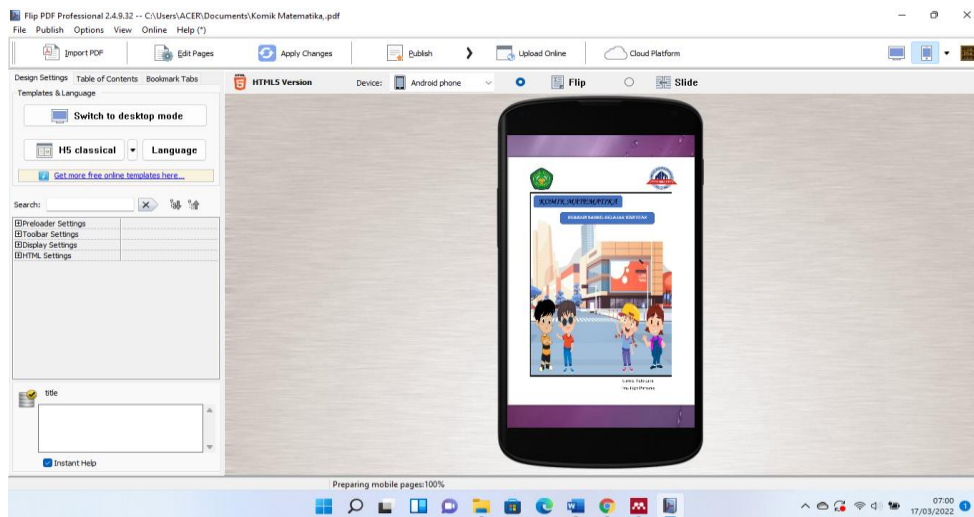 Flip PDF Professional 2.4.9.32 -- C:\Users\ACER\Documents\Komik Matematika,.pdf
File Publish Options View Online Help (*)
Import PDF Edit Pages Apply Changes Publish Upload Online Cloud Platform
Design Settings Table of Contents Bookmark Tabs
HTML5 Version Device: Android phone Flip Slide
Templates & Language
Switch to desktop mode
H5 classical Language
Get more free online templates here...
Search:
Preloader Settings
Toolbar Settings
Display Settings
HTML Settings
KOMIK MATEMATIKA
title
Instant Help
Preparing mobile pages:100%
07:00
17/03/2022